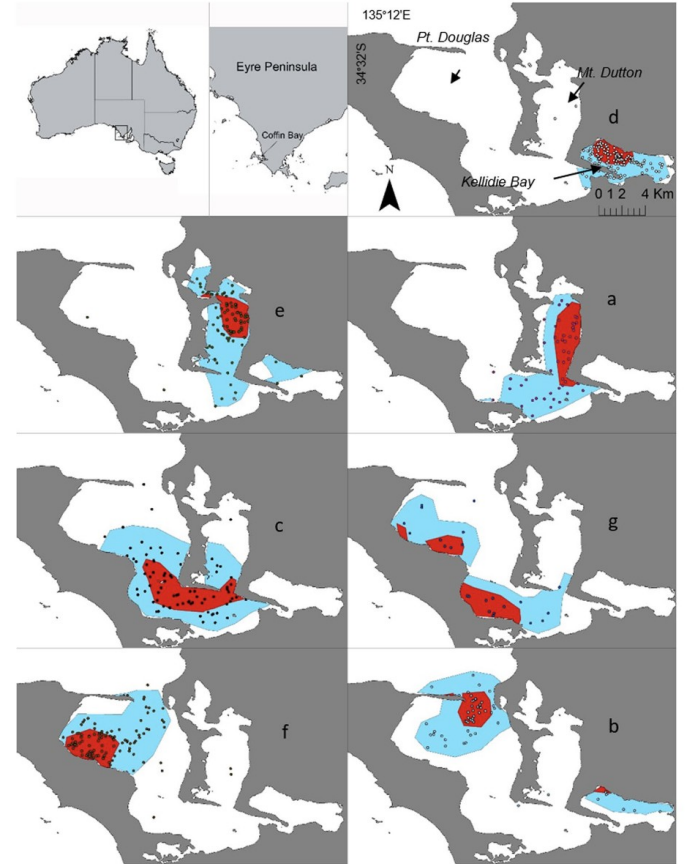 135°12'E
34°32'S
Pt. Douglas
Eyre Peninsula
Mt. Dutton
Coffin Bay
d
N
Kellidie Bay
0 1 2 4 Km
e
a
c
g
f
b